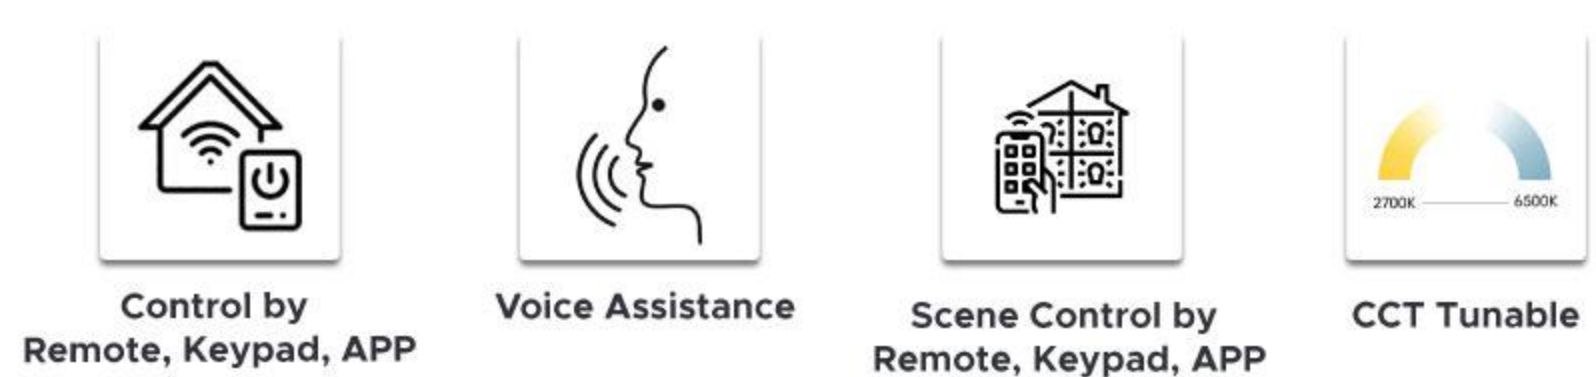 2700K
6500K
Control by
Remote, Keypad, APP
Voice Assistance
Scene Control by
Remote, Keypad, APP
CCT Tunable